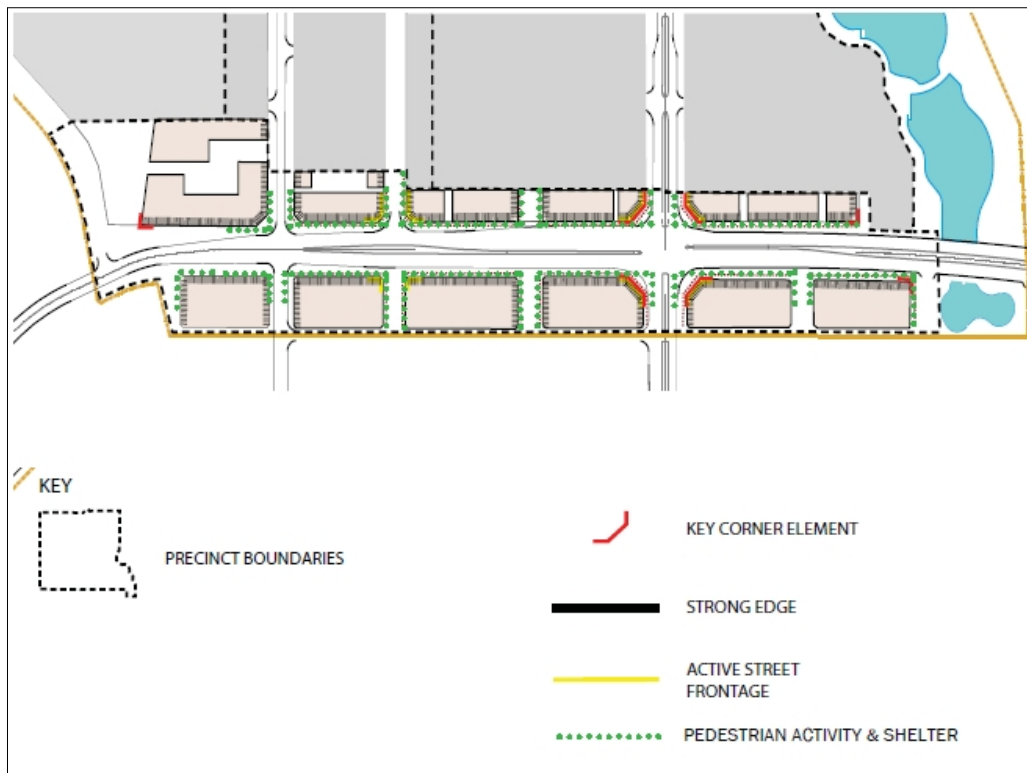 KEY
PRECINCT BOUNDARIES
KEY CORNER ELEMENT
STRONG EDGE
ACTIVE STREET
FRONTAGE
PEDESTRIAN ACTIVITY & SHELTER